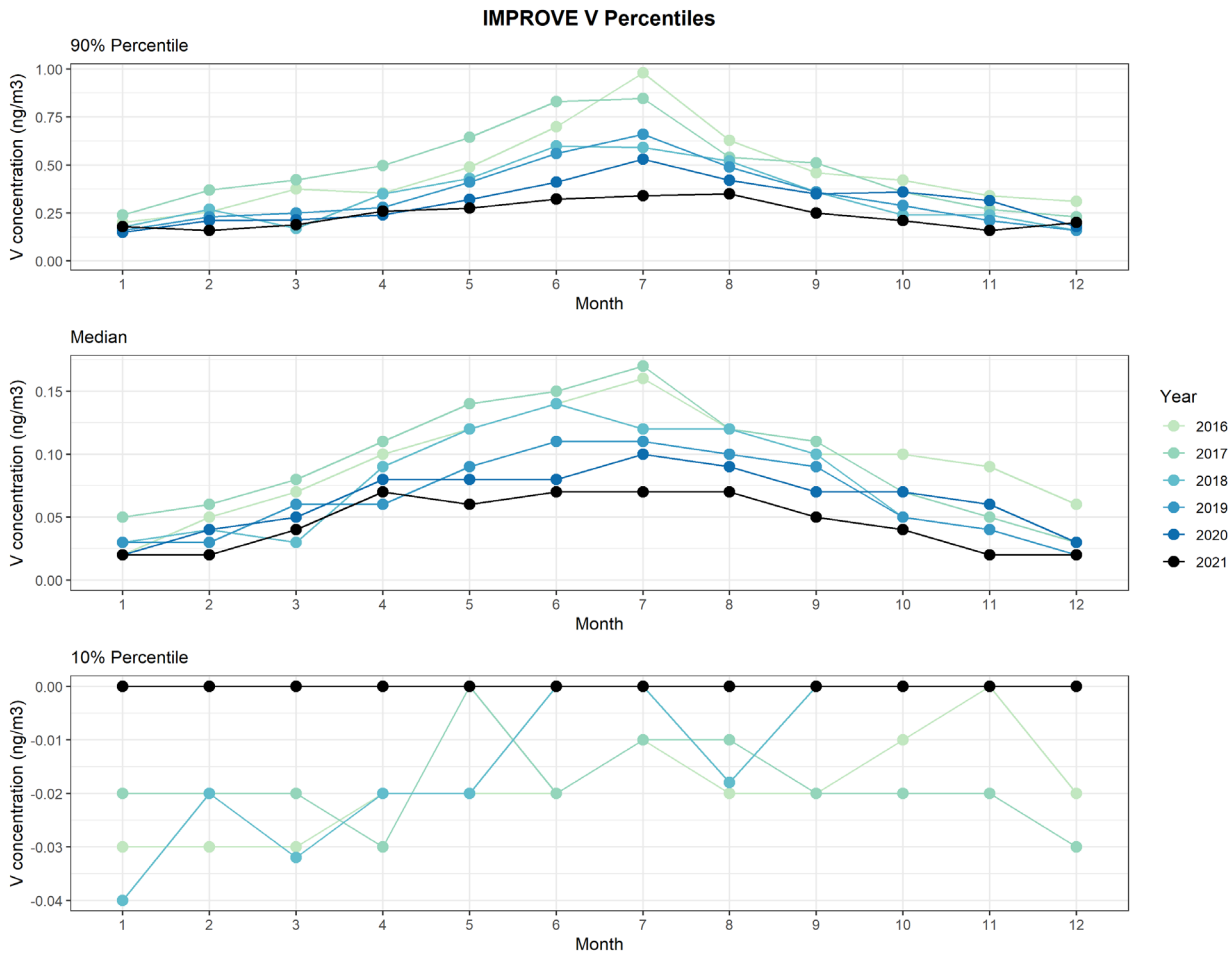 IMPROVE V Percentiles
90% Percentile
V concentration (ng/m3)
1.00
0.75
0.50
0.25
0.00
1 2 3 4 5 6 7 8 9 10 11 12
Month
Median
V concentration (ng/m3)
0.15
0.10
0.05
0.00
1 2 3 4 5 6 7 8 9 10 11 12
Month
10% Percentile
V concentration (ng/m3)
0.00
-0.01
-0.02
-0.03
-0.04
1 2 3 4 5 6 7 8 9 10 11 12
Month
Year
2016
2017
2018
2019
2020
2021